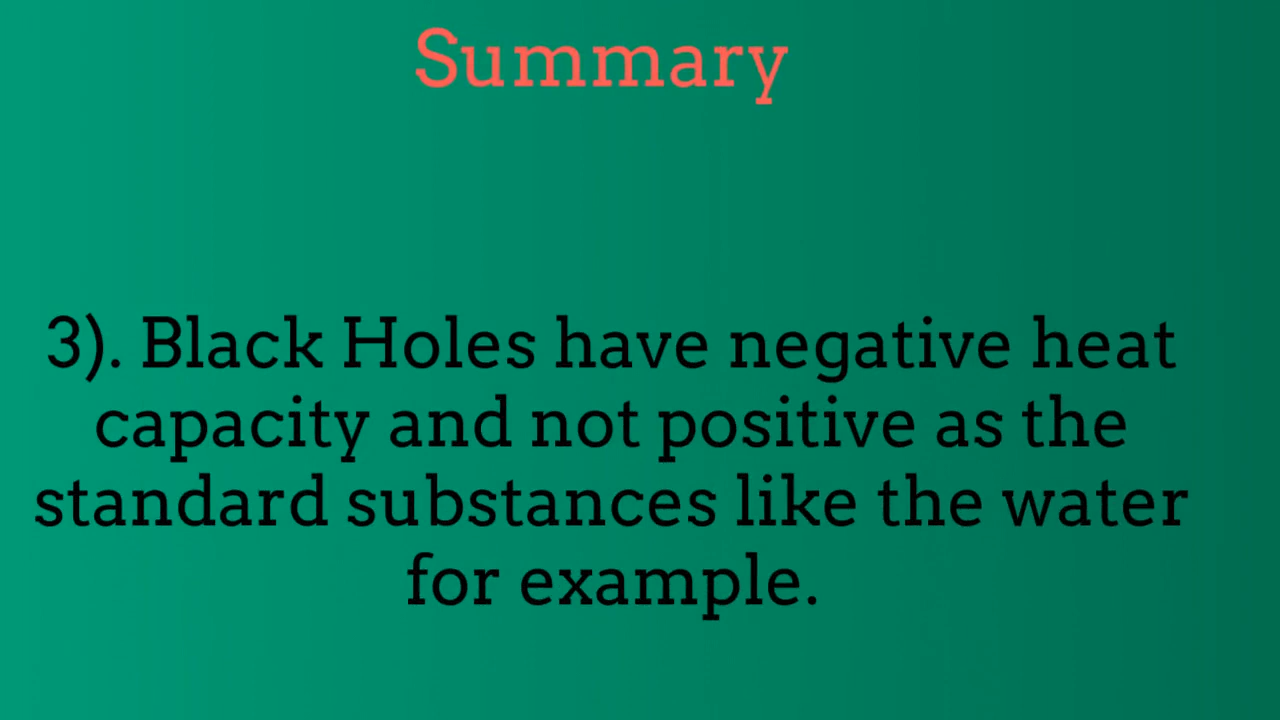 Summary
3). Black Holes have negative heat
capacity and not positive as the
standard substances like the water
for example.